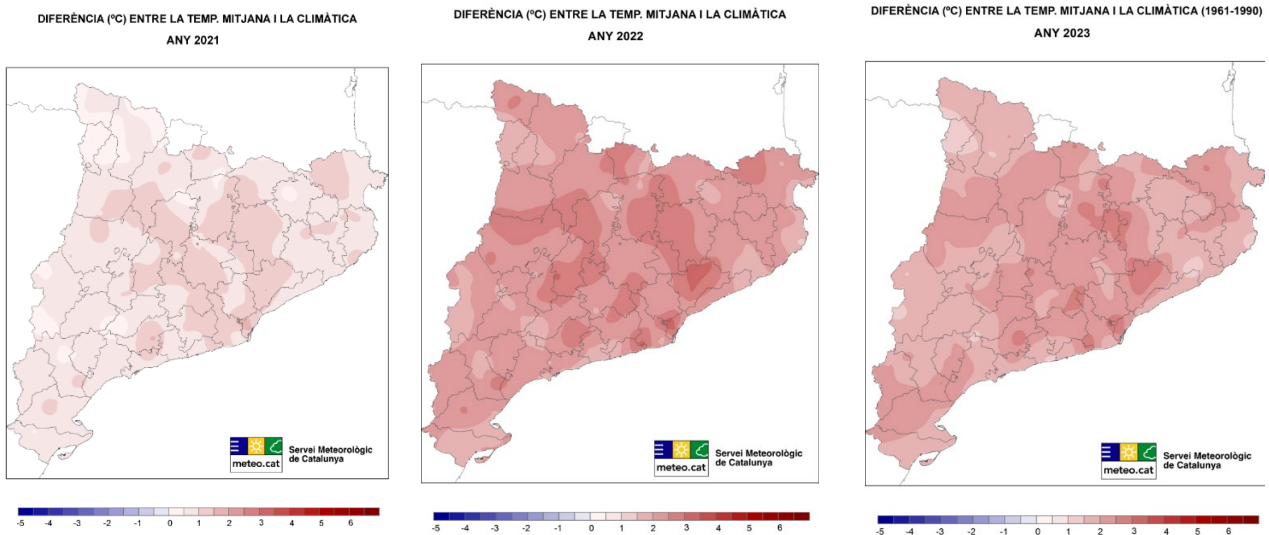 DIFERÈNCIA (ºC) ENTRE LA TEMP. MITJANA I LA CLIMÀTICA
ANY 2021
Servei Meteorològic
de Catalunya
meteo.cat
-5 -4 -3 -2 -1 0 1 2 3 4 5 6
DIFERÈNCIA (ºC) ENTRE LA TEMP. MITJANA I LA CLIMÀTICA
ANY 2022
Servei Meteorològic
de Catalunya
meteo.cat
-5 -4 -3 -2 -1 0 1 2 3 4 5 6
DIFERÈNCIA (ºC) ENTRE LA TEMP. MITJANA I LA CLIMÀTICA (1961-1990)
ANY 2023
Servei Meteorològic
de Catalunya
meteo.cat
-5 -4 -3 -2 -1 0 1 2 3 4 5 6